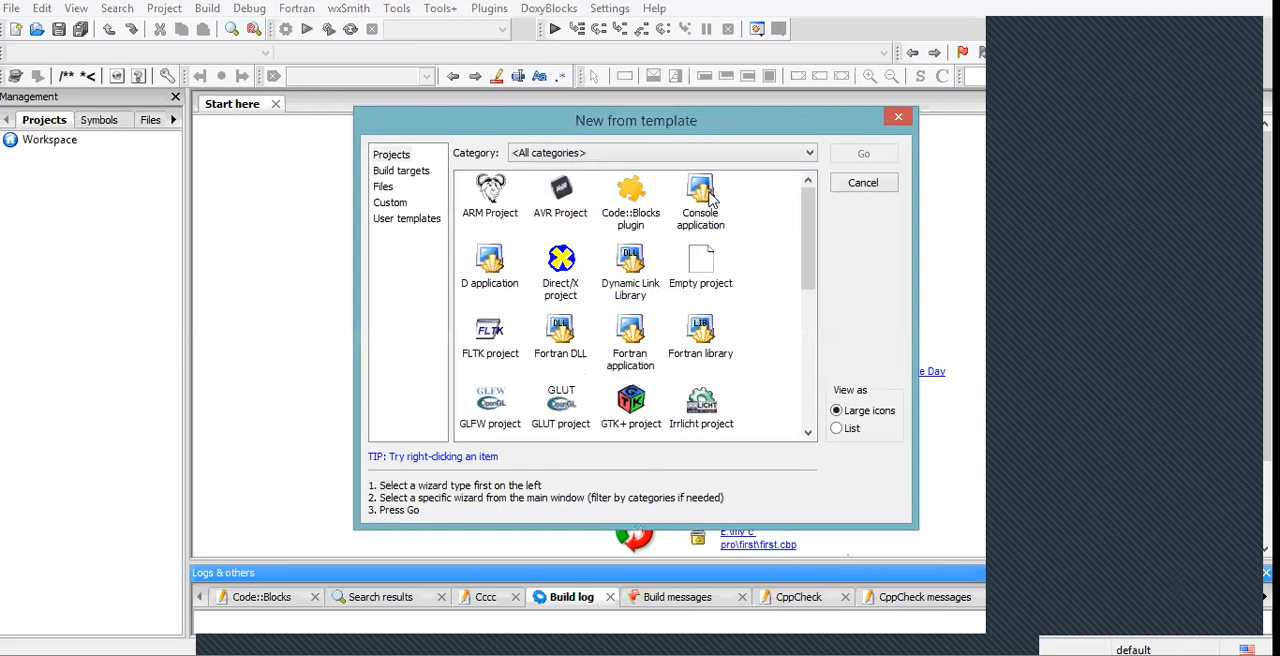 File Edit View Search Project Build Debug Fortran wxSmith Tools Tools+ Plugins DoxyBlocks Settings Help
/** *<
Aa .*
S C
Management
Projects Symbols Files
Workspace
Start here
New from template
Projects
Build targets
Files
Custom
User templates
Category: <All categories>
Go
Cancel
ARM Project AVR Project Code::Blocks plugin Console application
D application Direct/X project Dynamic Link Library Empty project
FLTK project Fortran DLL Fortran application Fortran library
GLFW project GLUT project GTK+ project Irrlicht project
View as
Large icons
List
TIP: Try right-clicking an item
1. Select a wizard type first on the left
2. Select a specific wizard from the main window (filter by categories if needed)
3. Press Go
e Day
E:\my c
pro\first\first.cbp
Logs & others
Code::Blocks Search results Cccc Build log Build messages CppCheck CppCheck messages
default